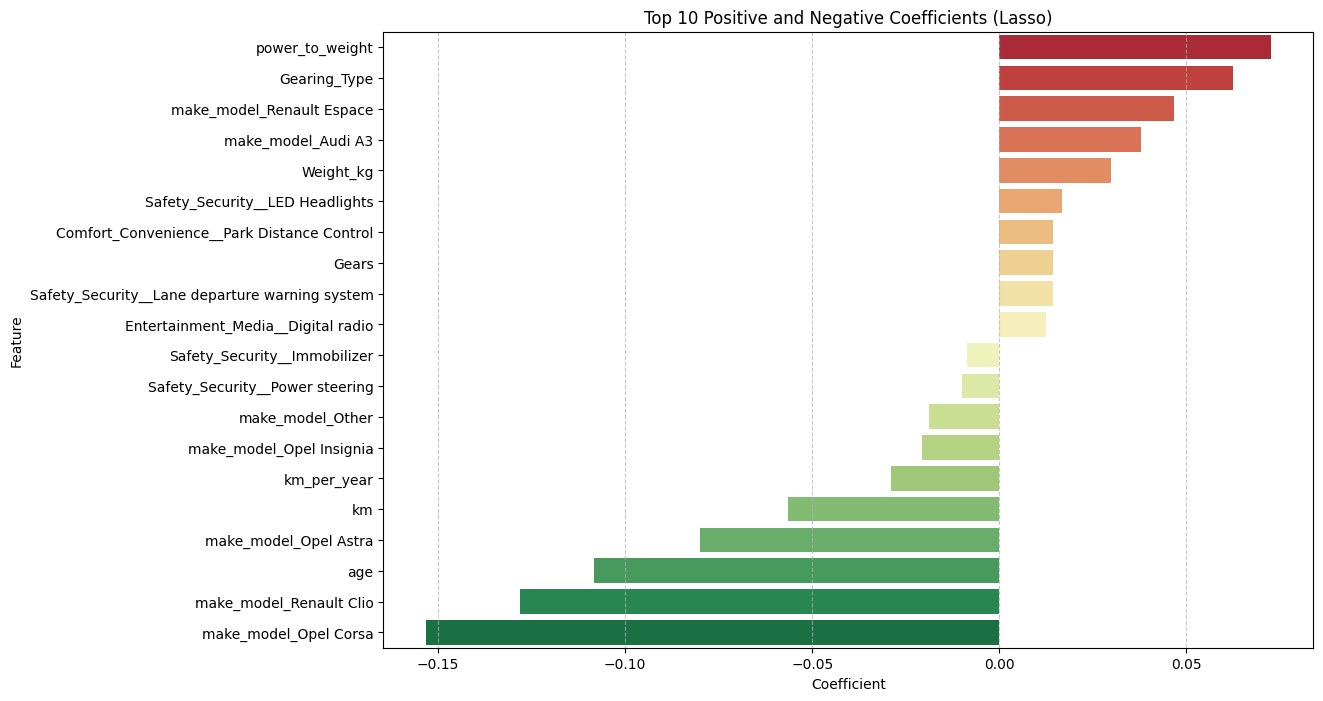 Top 10 Positive and Negative Coefficients (Lasso)
Feature
power_to_weight
Gearing_Type
make_model_Renault Espace
make_model_Audi A3
Weight_kg
Safety_Security__LED Headlights
Comfort_Convenience__Park Distance Control
Gears
Safety_Security__Lane departure warning system
Entertainment_Media__Digital radio
Safety_Security__Immobilizer
Safety_Security__Power steering
make_model_Other
make_model_Opel Insignia
km_per_year
km
make_model_Opel Astra
age
make_model_Renault Clio
make_model_Opel Corsa
−0.15 −0.10 −0.05 0.00 0.05
Coefficient